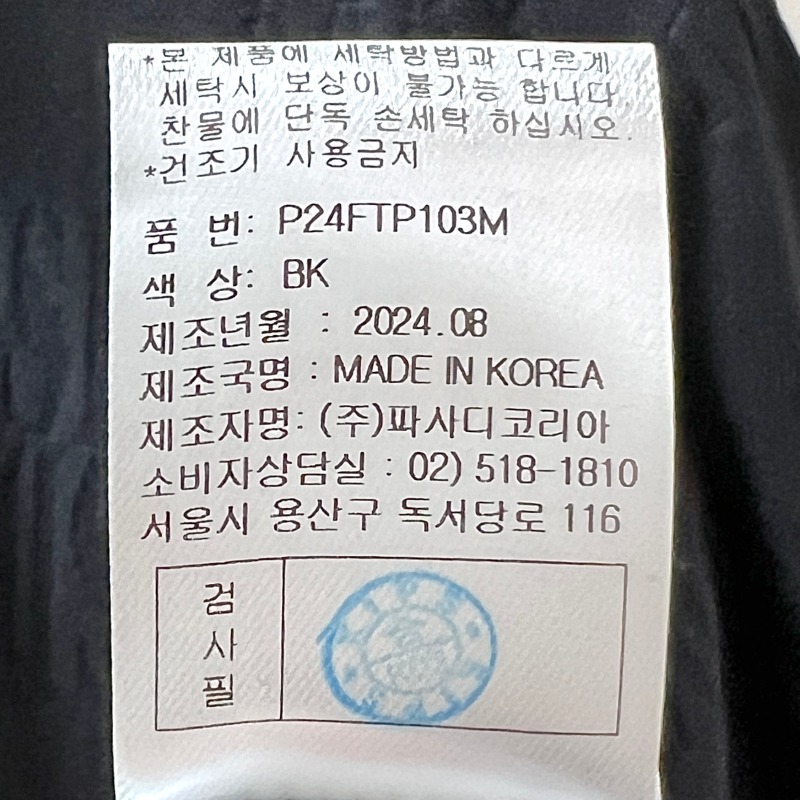 *본 제품에 세탁방법과 다르게
세탁시 보상이 불가능 합니다
찬물에 단독 손세탁 하십시오.
*건조기 사용금지
품 번: P24FTP103M
색 상: BK
제조년월 : 2024.08
제조국명 : MADE IN KOREA
제조자명: (주)파사디코리아
소비자상담실 : 02) 518-1810
서울시 용산구 독서당로 116
검
사
필